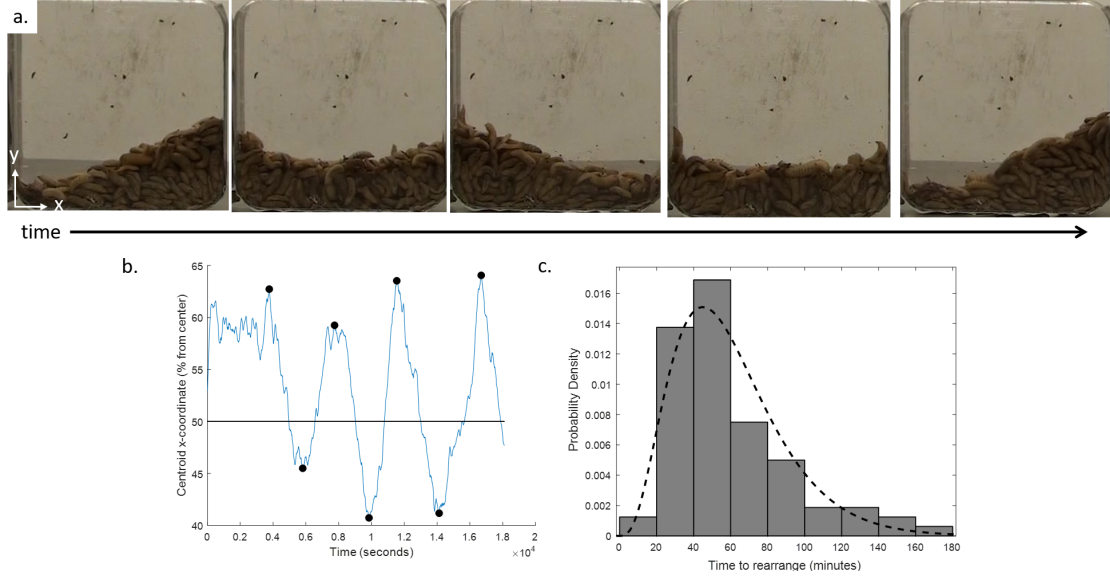 a.
y
x
time
b.
65
60
55
50
45
40
Centroid x-coordinate (% from center)
0 0.2 0.4 0.6 0.8 1 1.2 1.4 1.6 1.8 2
Time (seconds)
×10⁴
c.
0.016
0.014
0.012
0.01
0.008
0.006
0.004
0.002
0
Probability Density
0 20 40 60 80 100 120 140 160 180
Time to rearrange (minutes)